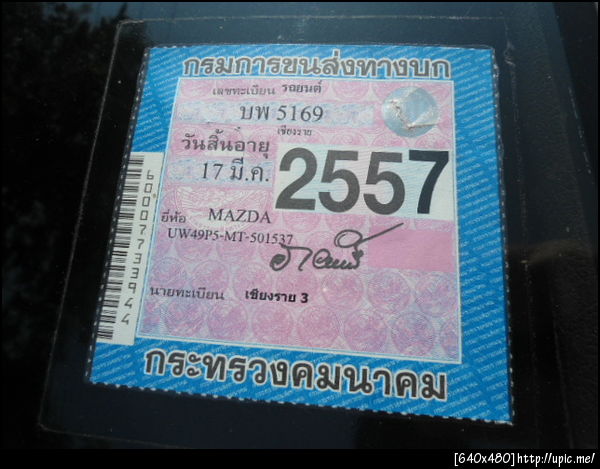 กรมการขนส่งทางบก
เลขทะเบียน รถยนต์
บพ 5169
เชียงราย
วันสิ้นอายุ
17 มี.ค. 2557
ยี่ห้อ MAZDA
UW49P5-MT-501537
นายทะเบียน เชียงราย 3
กระทรวงคมนาคม
60007733944
[640x480]http://upic.me/